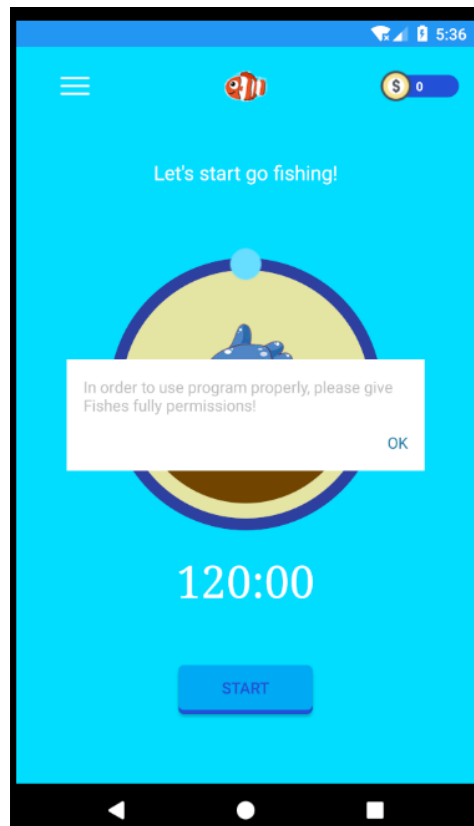 5:36
$ 0
Let's start go fishing!
In order to use program properly, please give
Fishes fully permissions!
OK
120:00
START